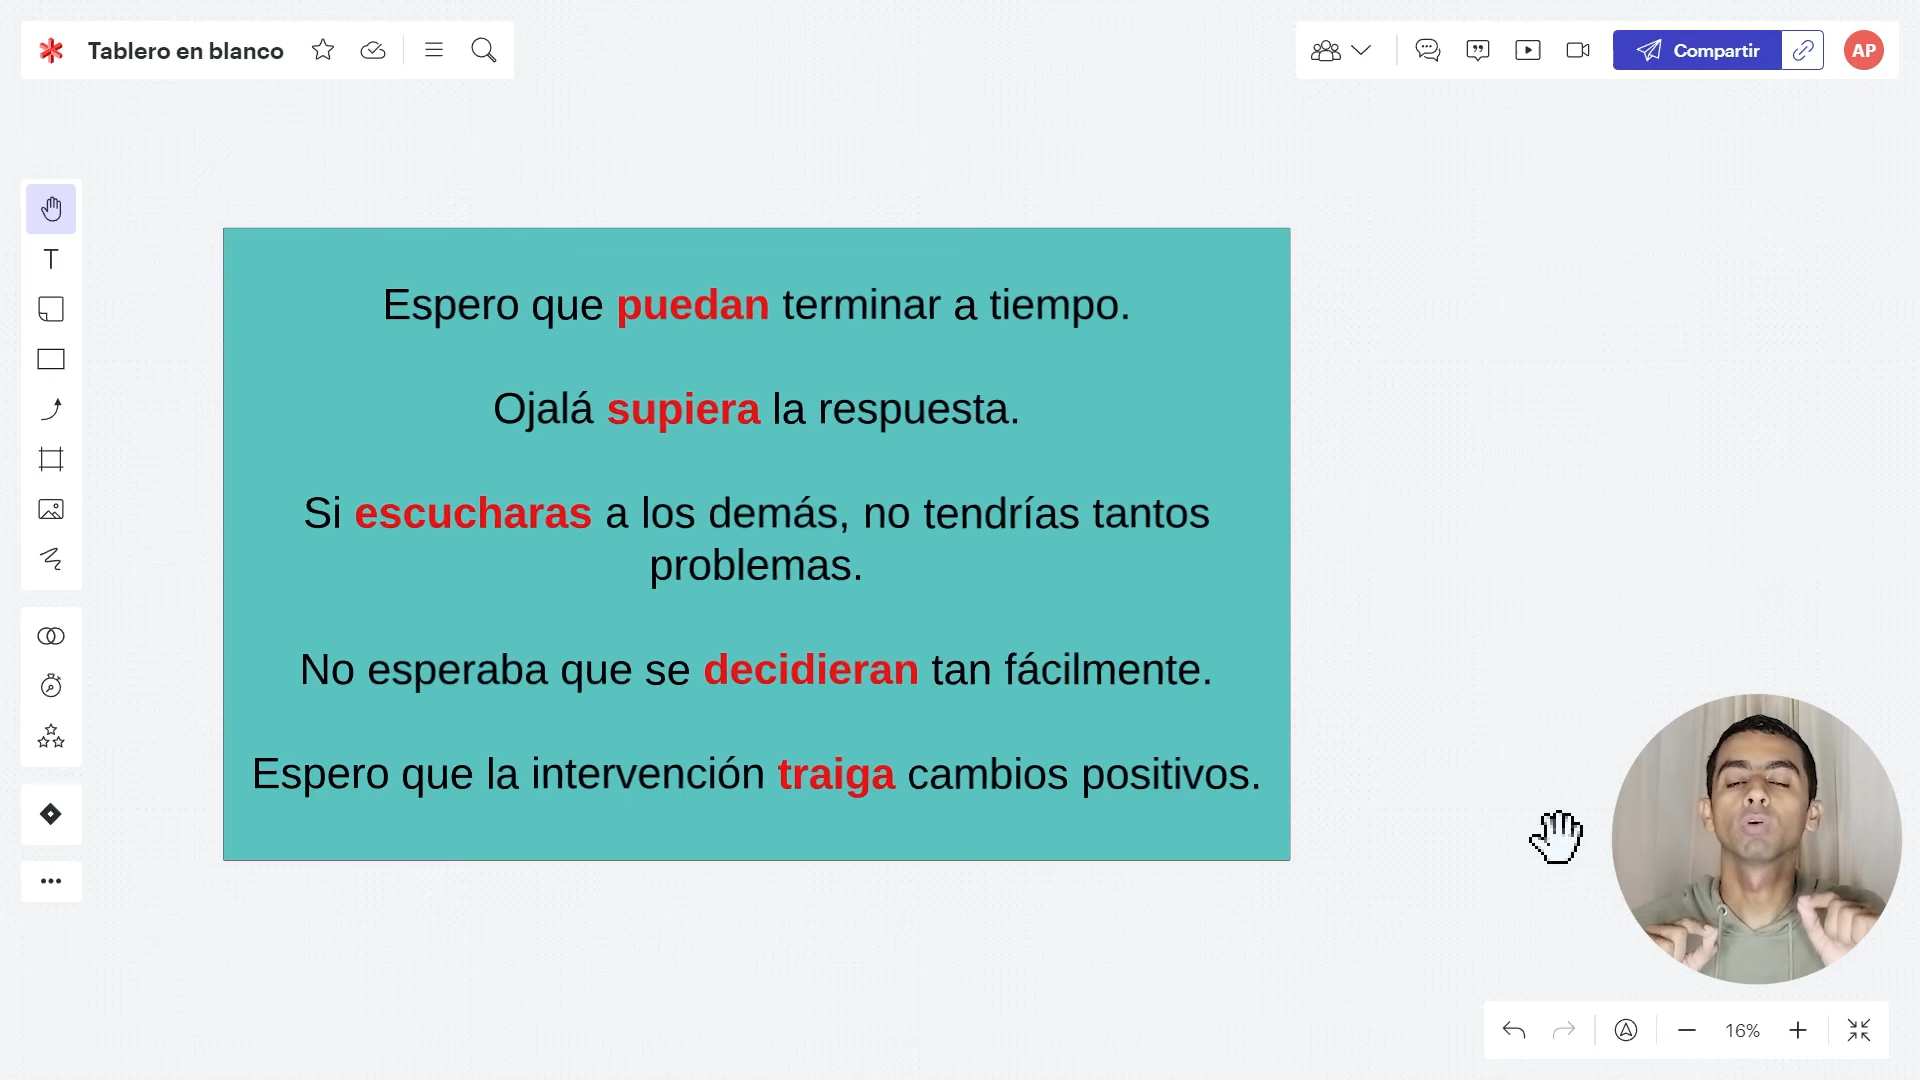 Tablero en blanco
Compartir
AP
T
Espero que puedan terminar a tiempo.
Ojalá supiera la respuesta.
Si escucharas a los demás, no tendrías tantos
problemas.
No esperaba que se decidieran tan fácilmente.
Espero que la intervención traiga cambios positivos.
16%